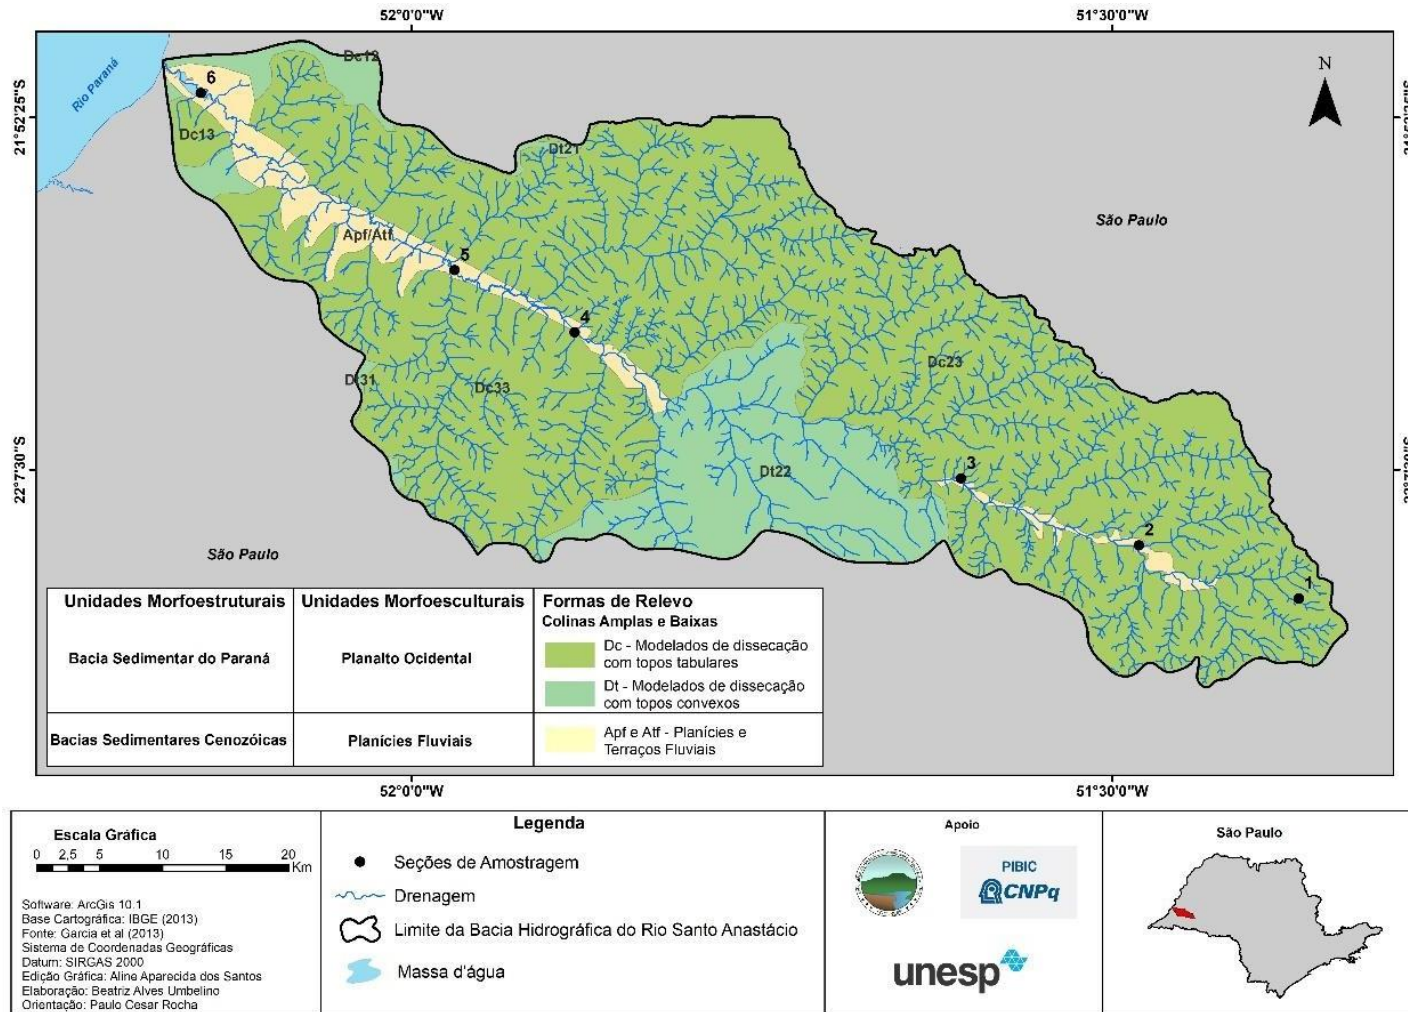 52°0'0"W
51°30'0"W
Dc12
6
N
Rio Paraná
21°52'25"S
21°52'25"S
Dc13
Dt21
São Paulo
Apf/Atf
5
4
Dc23
Dt31
Dc33
22°7'30"S
Dt22
3
22°7'30"S
2
São Paulo
1
Unidades Morfoestruturais
Unidades Morfoesculturais
Formas de Relevo
Colinas Amplas e Baixas
Bacia Sedimentar do Paraná
Planalto Ocidental
Dc - Modelados de dissecação
com topos tabulares
Dt - Modelados de dissecação
com topos convexos
Bacias Sedimentares Cenozóicas
Planícies Fluviais
Apf e Atf - Planícies e
Terraços Fluviais
52°0'0"W
51°30'0"W
Escala Gráfica
0 2,5 5 10 15 20
Km
Software: ArcGis 10.1
Base Cartográfica: IBGE (2013)
Fonte: Garcia et al (2013)
Sistema de Coordenadas Geográficas
Datum: SIRGAS 2000
Edição Gráfica: Aline Aparecida dos Santos
Elaboração: Beatriz Alves Umbelino
Orientação: Paulo Cesar Rocha
Legenda
Seções de Amostragem
Drenagem
Limite da Bacia Hidrográfica do Rio Santo Anastácio
Massa d'água
Apoio
PIBIC
CNPq
unesp
São Paulo